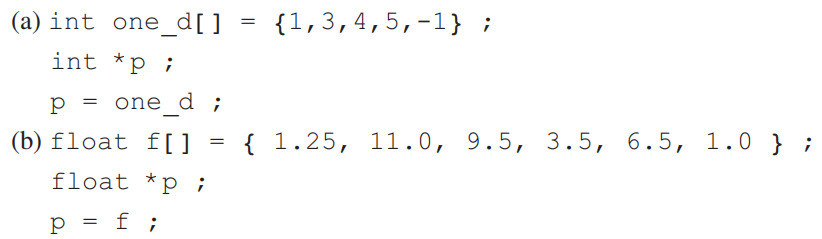 (a) int one_d[] = {1,3,4,5,-1} ;
int *p ;
p = one_d ;
(b) float f[] = { 1.25, 11.0, 9.5, 3.5, 6.5, 1.0 } ;
float *p ;
p = f ;